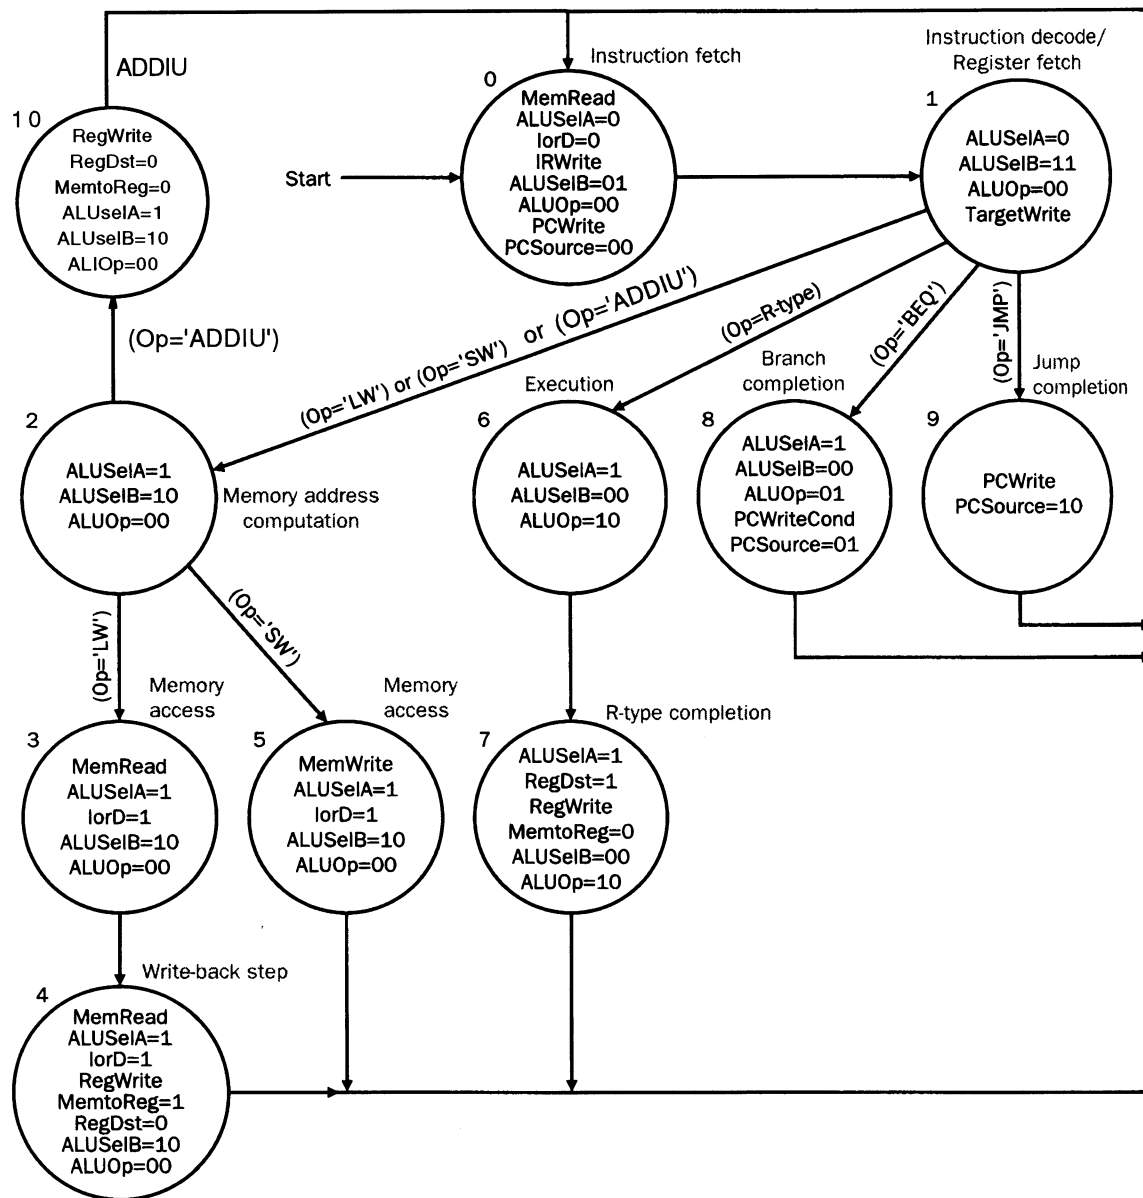 ADDIU
10
RegWrite
RegDst=0
MemtoReg=0
ALUselA=1
ALUselB=10
ALIOp=00
(Op='ADDIU')
Start
Instruction fetch
0
MemRead
ALUSelA=0
IorD=0
IRWrite
ALUSelB=01
ALUOp=00
PCWrite
PCSource=00
Instruction decode/
Register fetch
1
ALUSelA=0
ALUSelB=11
ALUOp=00
TargetWrite
(Op='LW') or (Op='SW') or (Op='ADDIU')
(Op=R-type)
(Op='BEQ')
(Op='JMP')
2
ALUSelA=1
ALUSelB=10
ALUOp=00
Memory address
computation
Execution
6
ALUSelA=1
ALUSelB=00
ALUOp=10
Branch
completion
8
ALUSelA=1
ALUSelB=00
ALUOp=01
PCWriteCond
PCSource=01
Jump
completion
9
PCWrite
PCSource=10
(Op='LW')
(Op='SW')
Memory
access
3
MemRead
ALUSelA=1
IorD=1
ALUSelB=10
ALUOp=00
Memory
access
5
MemWrite
ALUSelA=1
IorD=1
ALUSelB=10
ALUOp=00
R-type completion
7
ALUSelA=1
RegDst=1
RegWrite
MemtoReg=0
ALUSelB=00
ALUOp=10
Write-back step
4
MemRead
ALUSelA=1
IorD=1
RegWrite
MemtoReg=1
RegDst=0
ALUSelB=10
ALUOp=00